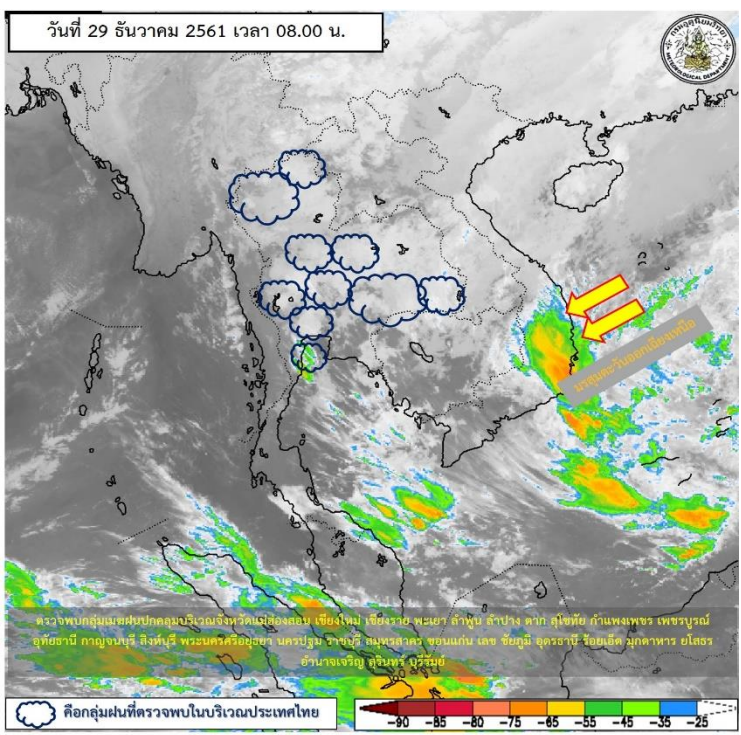 วันที่ 29 ธันวาคม 2561 เวลา 08.00 น.
กรมอุตุนิยมวิทยา
METEOROLOGICAL DEPARTMENT
มรสุมตะวันออกเฉียงเหนือ
ตรวจพบกลุ่มเมฆฝนปกคลุมบริเวณจังหวัดแม่ฮ่องสอน เชียงใหม่ เชียงราย พะเยา ลำพูน ลำปาง ตาก สุโขทัย กำแพงเพชร เพชรบูรณ์
อุทัยธานี กาญจนบุรี สิงห์บุรี พระนครศรีอยุธยา นครปฐม ราชบุรี สมุทรสาคร ขอนแก่น เลย ชัยภูมิ อุดรธานี ร้อยเอ็ด มุกดาหาร ยโสธร
อำนาจเจริญ สุรินทร์ บุรีรัมย์
คือกลุ่มฝนที่ตรวจพบในบริเวณประเทศไทย
-90 -85 -80 -75 -65 -55 -45 -35 -25